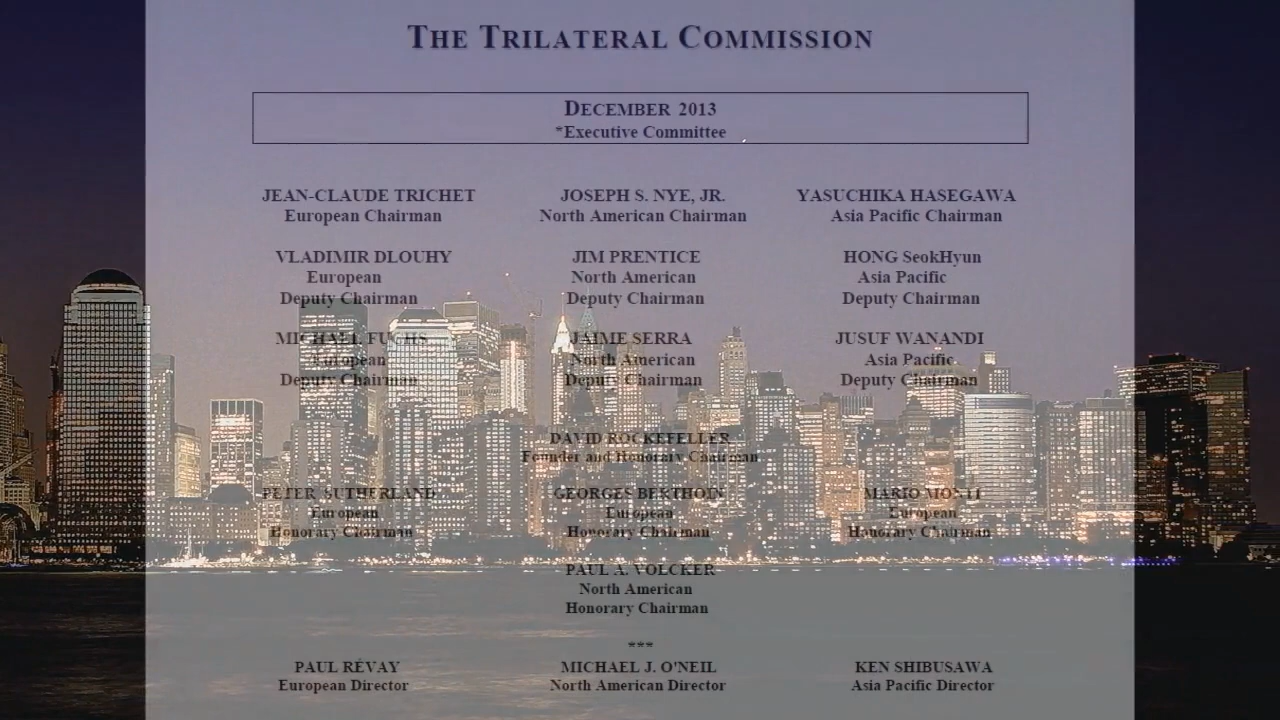 THE TRILATERAL COMMISSION
DECEMBER 2013
*Executive Committee
JEAN-CLAUDE TRICHET JOSEPH S. NYE, JR. YASUCHIKA HASEGAWA
European Chairman North American Chairman Asia Pacific Chairman
VLADIMIR DLOUHY JIM PRENTICE HONG SeokHyun
European North American Asia Pacific
Deputy Chairman Deputy Chairman Deputy Chairman
MICHAEL FUCHS JAIME SERRA JUSUF WANANDI
European North American Asia Pacific
Deputy Chairman Deputy Chairman Deputy Chairman
DAVID ROCKEFELLER
Founder and Honorary Chairman
PETER SUTHERLAND GEORGES BERTHOIN MARIO MONTI
European European European
Honorary Chairman Honorary Chairman Honorary Chairman
PAUL A. VOLCKER
North American
Honorary Chairman
***
PAUL RÉVAY MICHAEL J. O'NEIL KEN SHIBUSAWA
European Director North American Director Asia Pacific Director